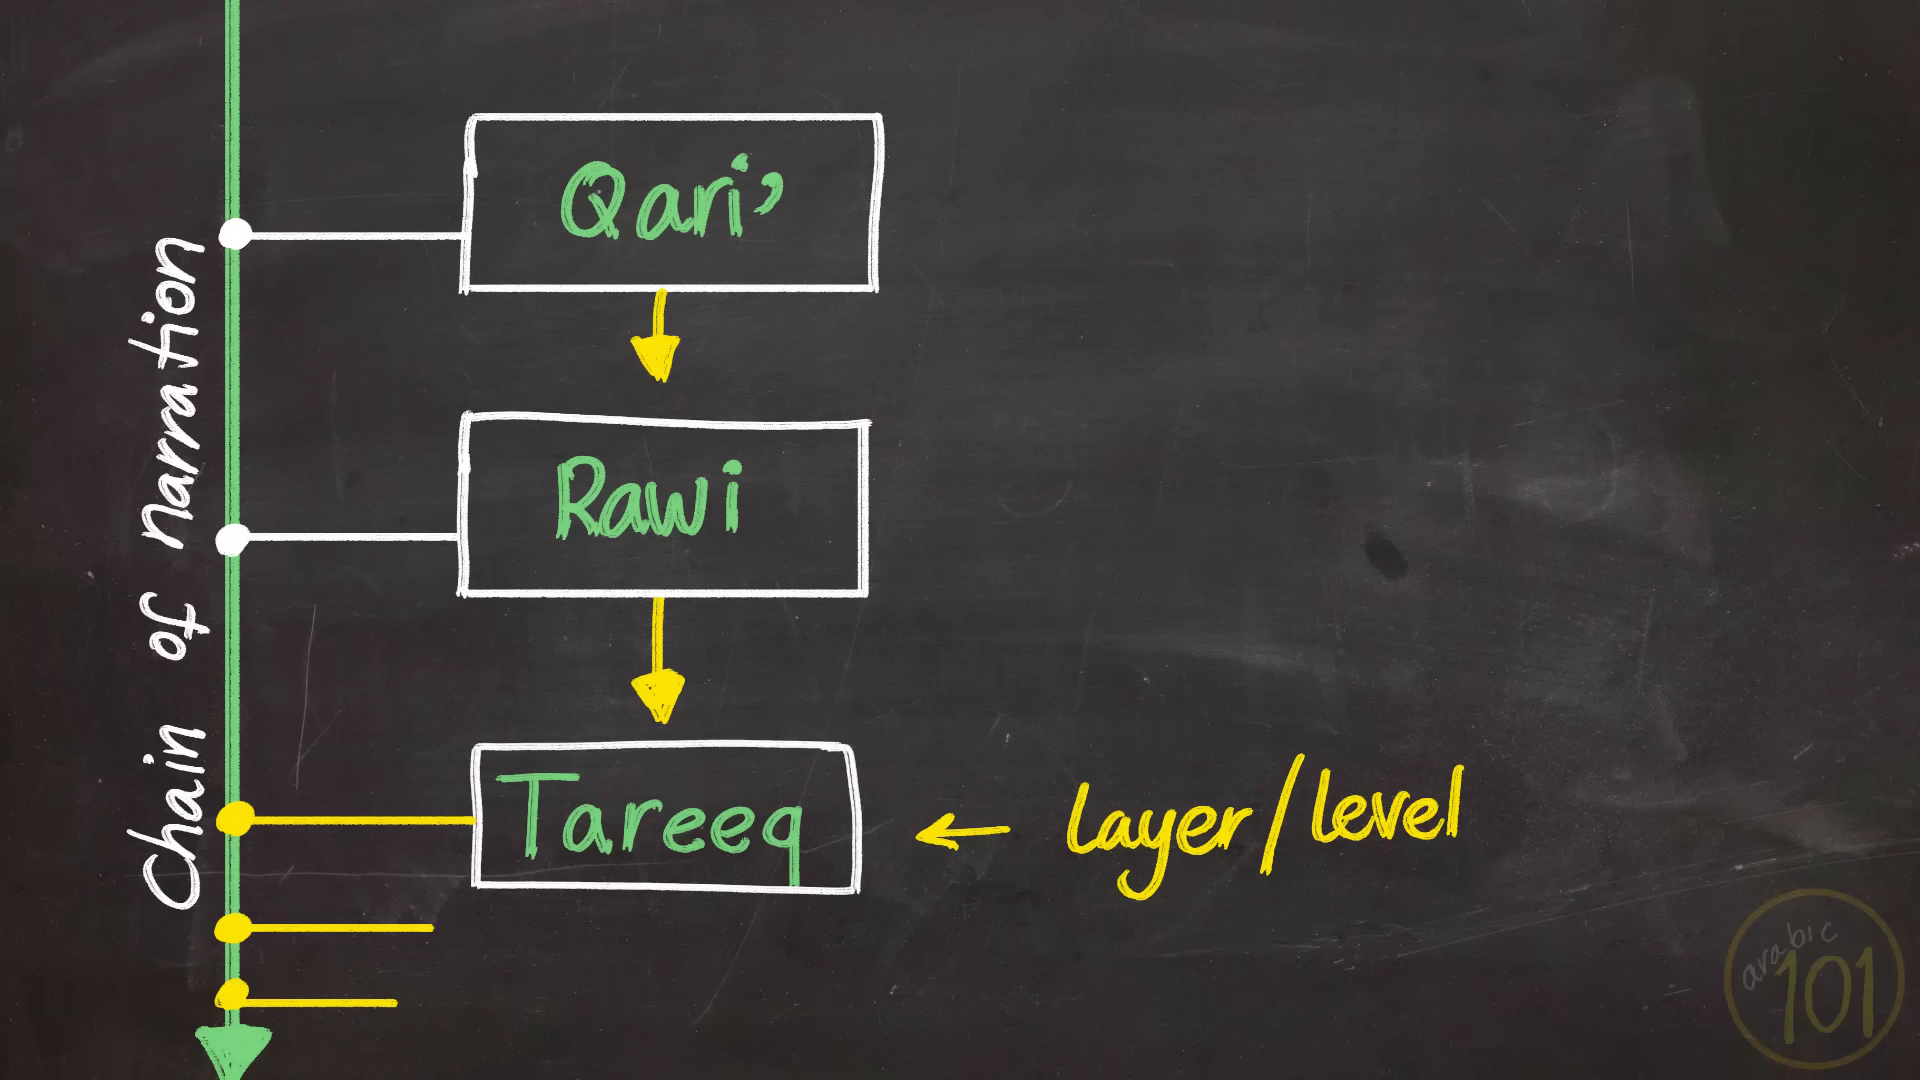 Chain of narration
Qari'
Rawi
Tareeq
layer/level
arabic
101